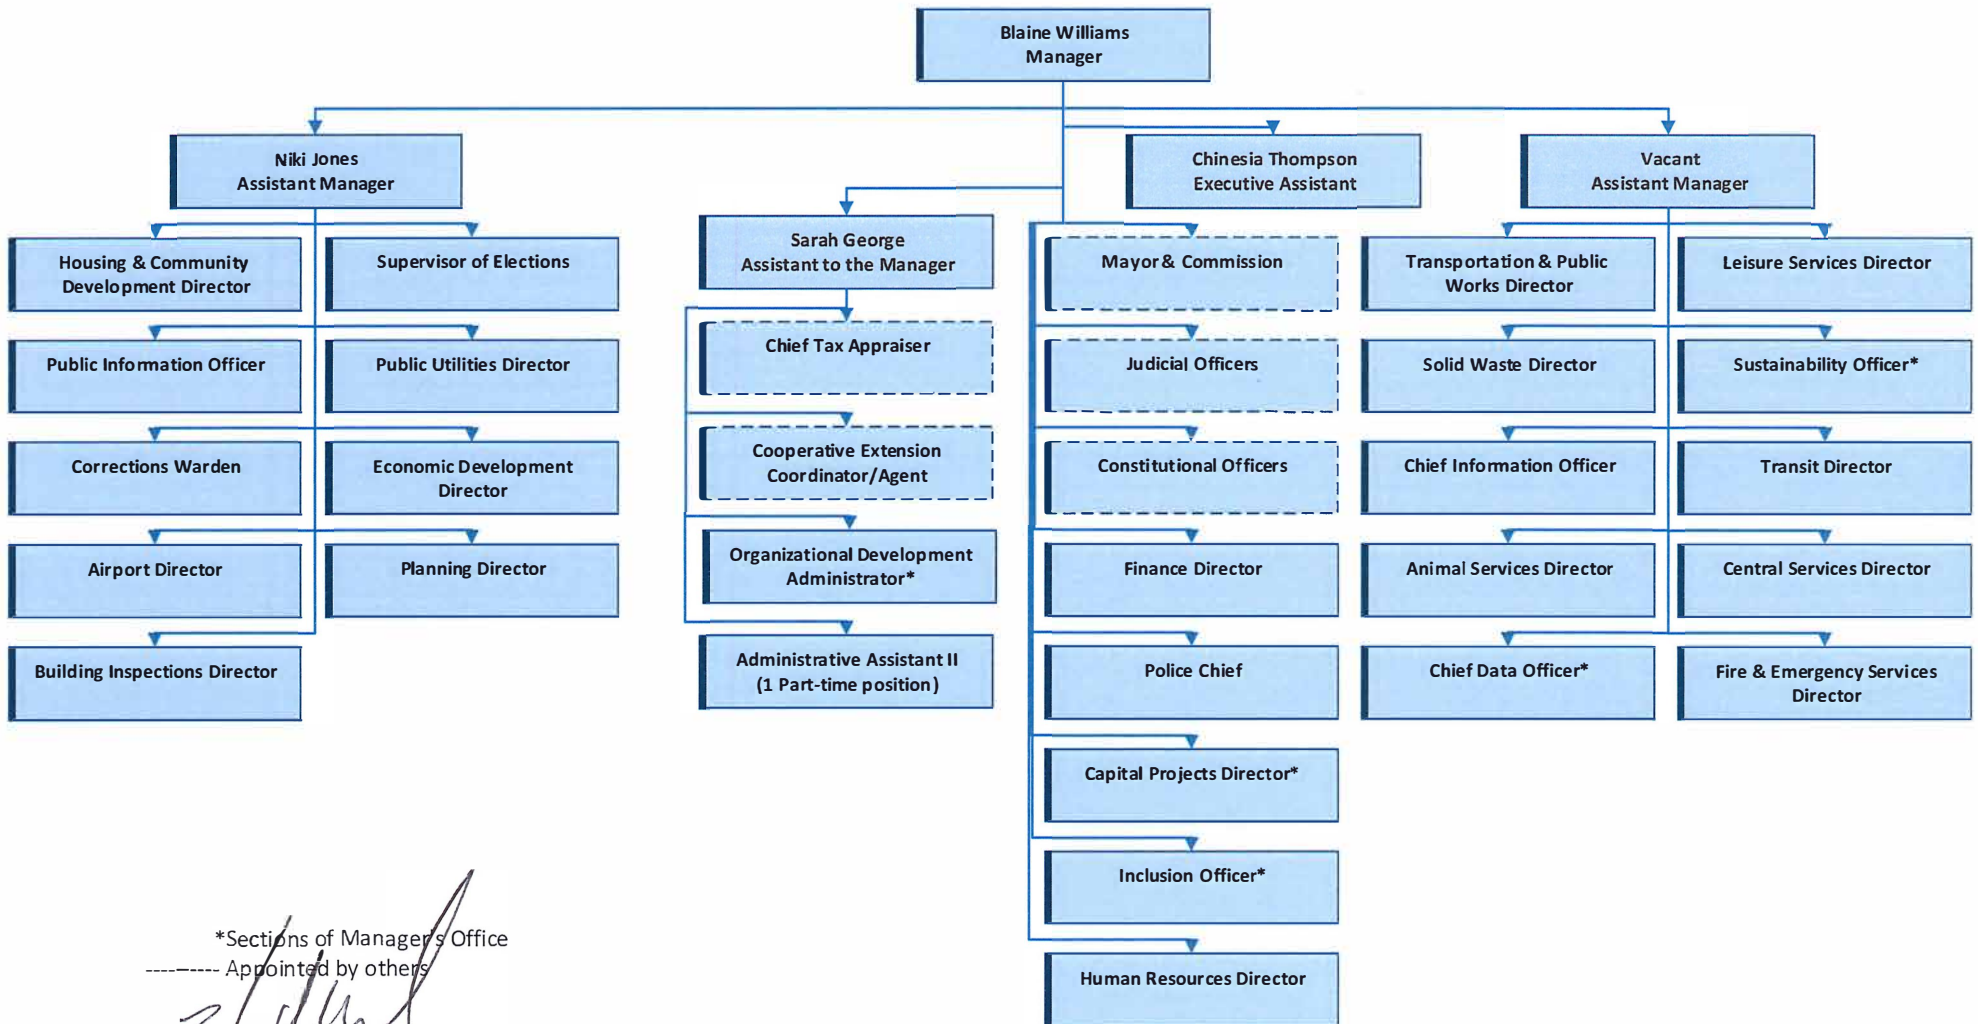 Blaine Williams
Manager
Niki Jones
Assistant Manager
Chinesia Thompson
Executive Assistant
Vacant
Assistant Manager
Housing & Community
Development Director
Supervisor of Elections
Public Information Officer
Public Utilities Director
Corrections Warden
Economic Development
Director
Airport Director
Planning Director
Building Inspections Director
Sarah George
Assistant to the Manager
Chief Tax Appraiser
Cooperative Extension
Coordinator/Agent
Organizational Development
Administrator*
Administrative Assistant II
(1 Part-time position)
Mayor & Commission
Judicial Officers
Constitutional Officers
Finance Director
Police Chief
Capital Projects Director*
Inclusion Officer*
Human Resources Director
Transportation & Public
Works Director
Leisure Services Director
Solid Waste Director
Sustainability Officer*
Chief Information Officer
Transit Director
Animal Services Director
Central Services Director
Chief Data Officer*
Fire & Emergency Services
Director
*Sections of Manager's Office
--------- Appointed by others